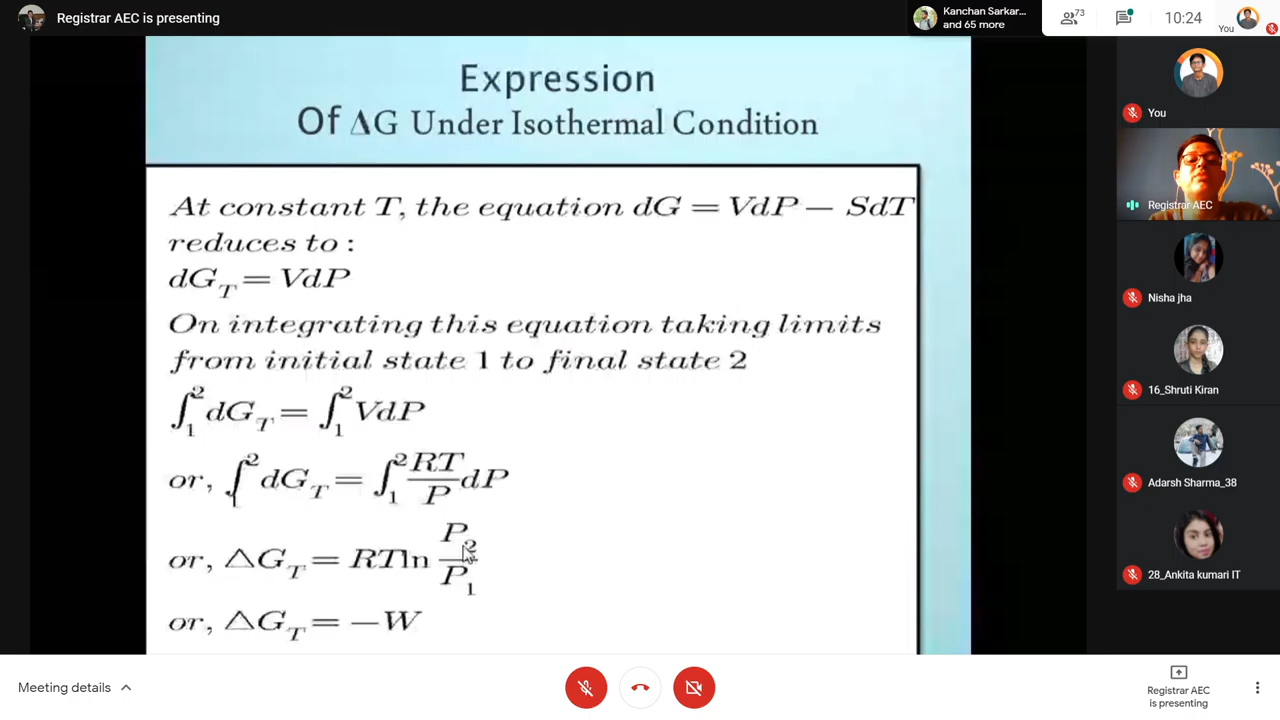 Registrar AEC is presenting
Kanchan Sarkar...
and 65 more
73
10:24
You
Expression
Of ΔG Under Isothermal Condition
At constant T, the equation dG = VdP − SdT
reduces to :
dG_T = VdP
On integrating this equation taking limits
from initial state 1 to final state 2
∫₁² dG_T = ∫₁² VdP
or, ∫₁² dG_T = ∫₁² RT/P dP
or, △G_T = RT ln P₂/P₁
or, △G_T = −W
You
Registrar AEC
Nisha jha
16_Shruti Kiran
Adarsh Sharma_38
28_Ankita kumari IT
Meeting details
Registrar AEC
is presenting